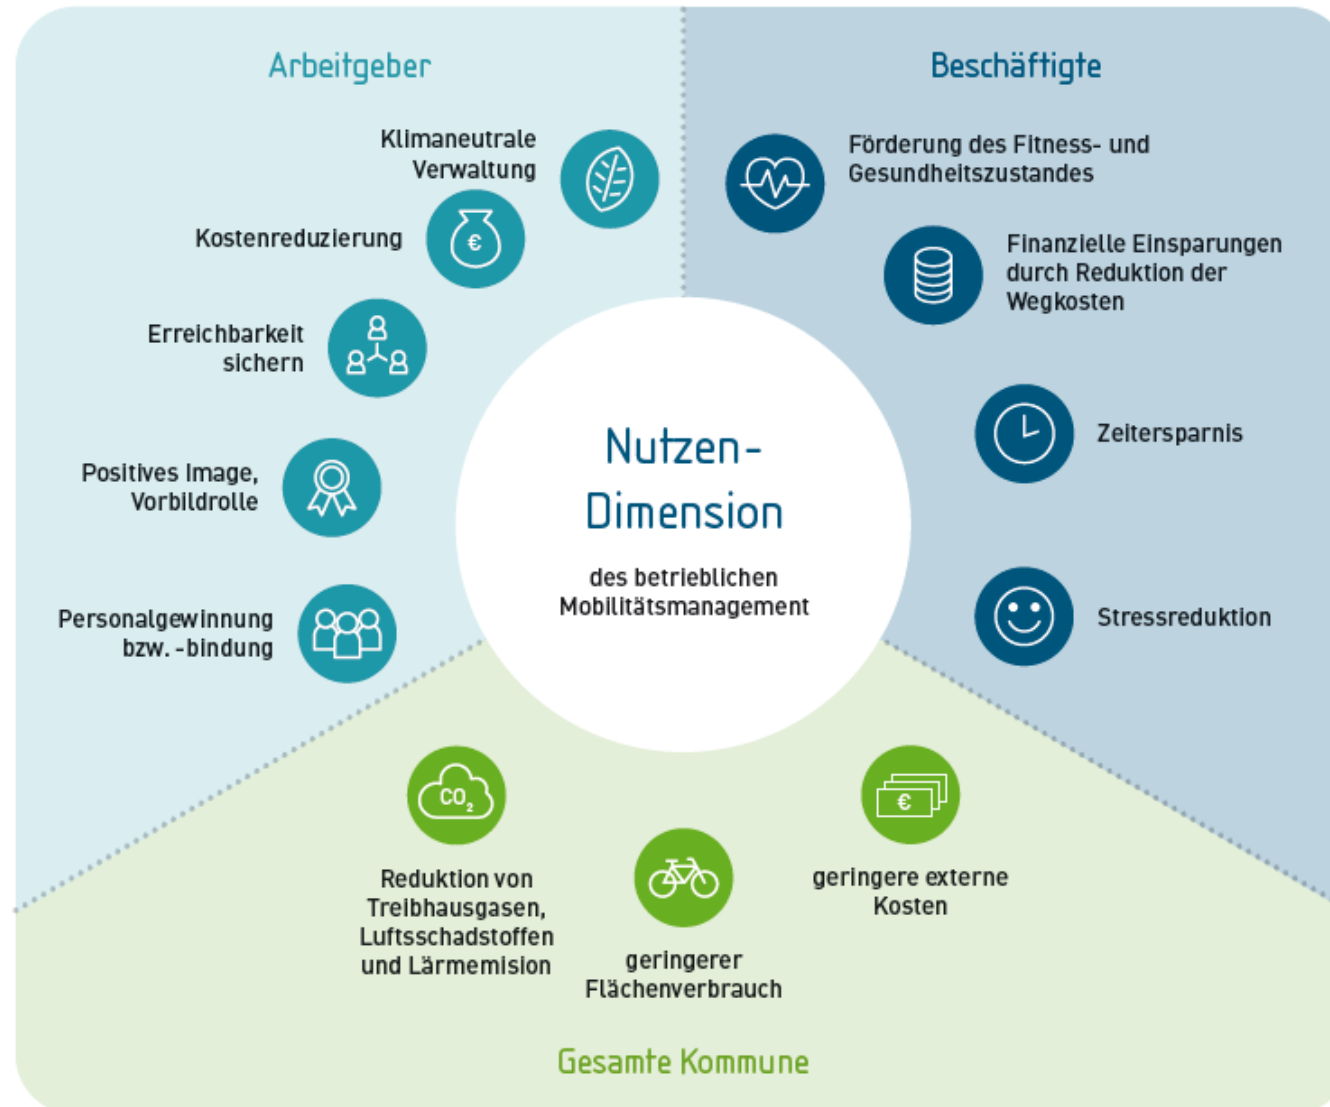 Arbeitgeber
Klimaneutrale
Verwaltung
Kostenreduzierung
€
Erreichbarkeit
sichern
Positives Image,
Vorbildrolle
Personalgewinnung
bzw. -bindung
Beschäftigte
Förderung des Fitness- und
Gesundheitszustandes
Finanzielle Einsparungen
durch Reduktion der
Wegkosten
Zeitersparnis
Stressreduktion
Nutzen-
Dimension
des betrieblichen
Mobilitätsmanagement
CO₂
Reduktion von
Treibhausgasen,
Luftsschadstoffen
und Lärmemision
geringerer
Flächenverbrauch
€
geringere externe
Kosten
Gesamte Kommune